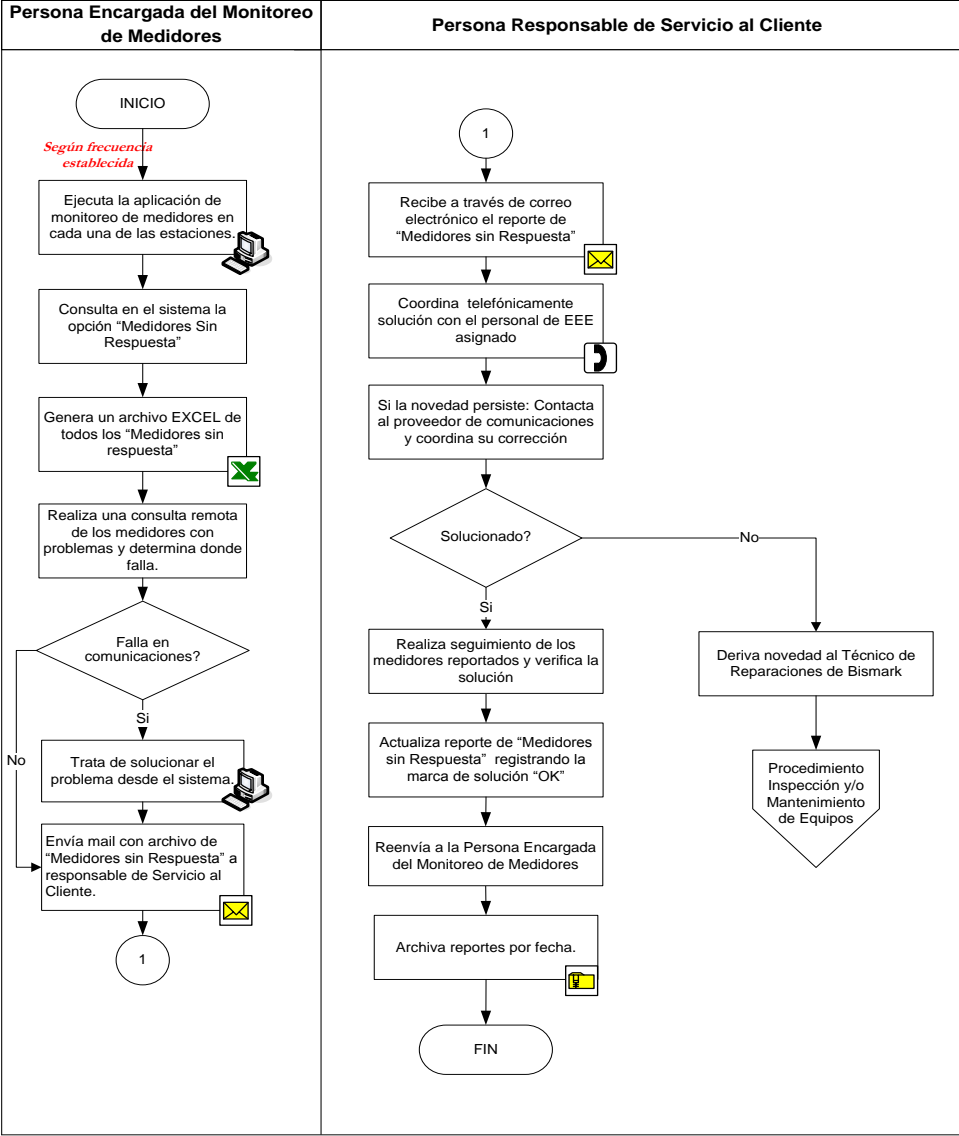 Persona Encargada del Monitoreo
de Medidores
Persona Responsable de Servicio al Cliente
INICIO
Según frecuencia
establecida
Ejecuta la aplicación de
monitoreo de medidores en
cada una de las estaciones.
Consulta en el sistema la
opción “Medidores Sin
Respuesta”
Genera un archivo EXCEL de
todos los “Medidores sin
respuesta”
Realiza una consulta remota
de los medidores con
problemas y determina donde
falla.
Falla en
comunicaciones?
Si
No
Trata de solucionar el
problema desde el sistema.
Envía mail con archivo de
“Medidores sin Respuesta” a
responsable de Servicio al
Cliente.
1
1
Recibe a través de correo
electrónico el reporte de
“Medidores sin Respuesta”
Coordina telefónicamente
solución con el personal de EEE
asignado
Si la novedad persiste: Contacta
al proveedor de comunicaciones
y coordina su corrección
Solucionado?
No
Si
Realiza seguimiento de los
medidores reportados y verifica la
solución
Actualiza reporte de “Medidores
sin Respuesta” registrando la
marca de solución “OK”
Reenvía a la Persona Encargada
del Monitoreo de Medidores
Archiva reportes por fecha.
FIN
Deriva novedad al Técnico de
Reparaciones de Bismark
Procedimiento
Inspección y/o
Mantenimiento
de Equipos